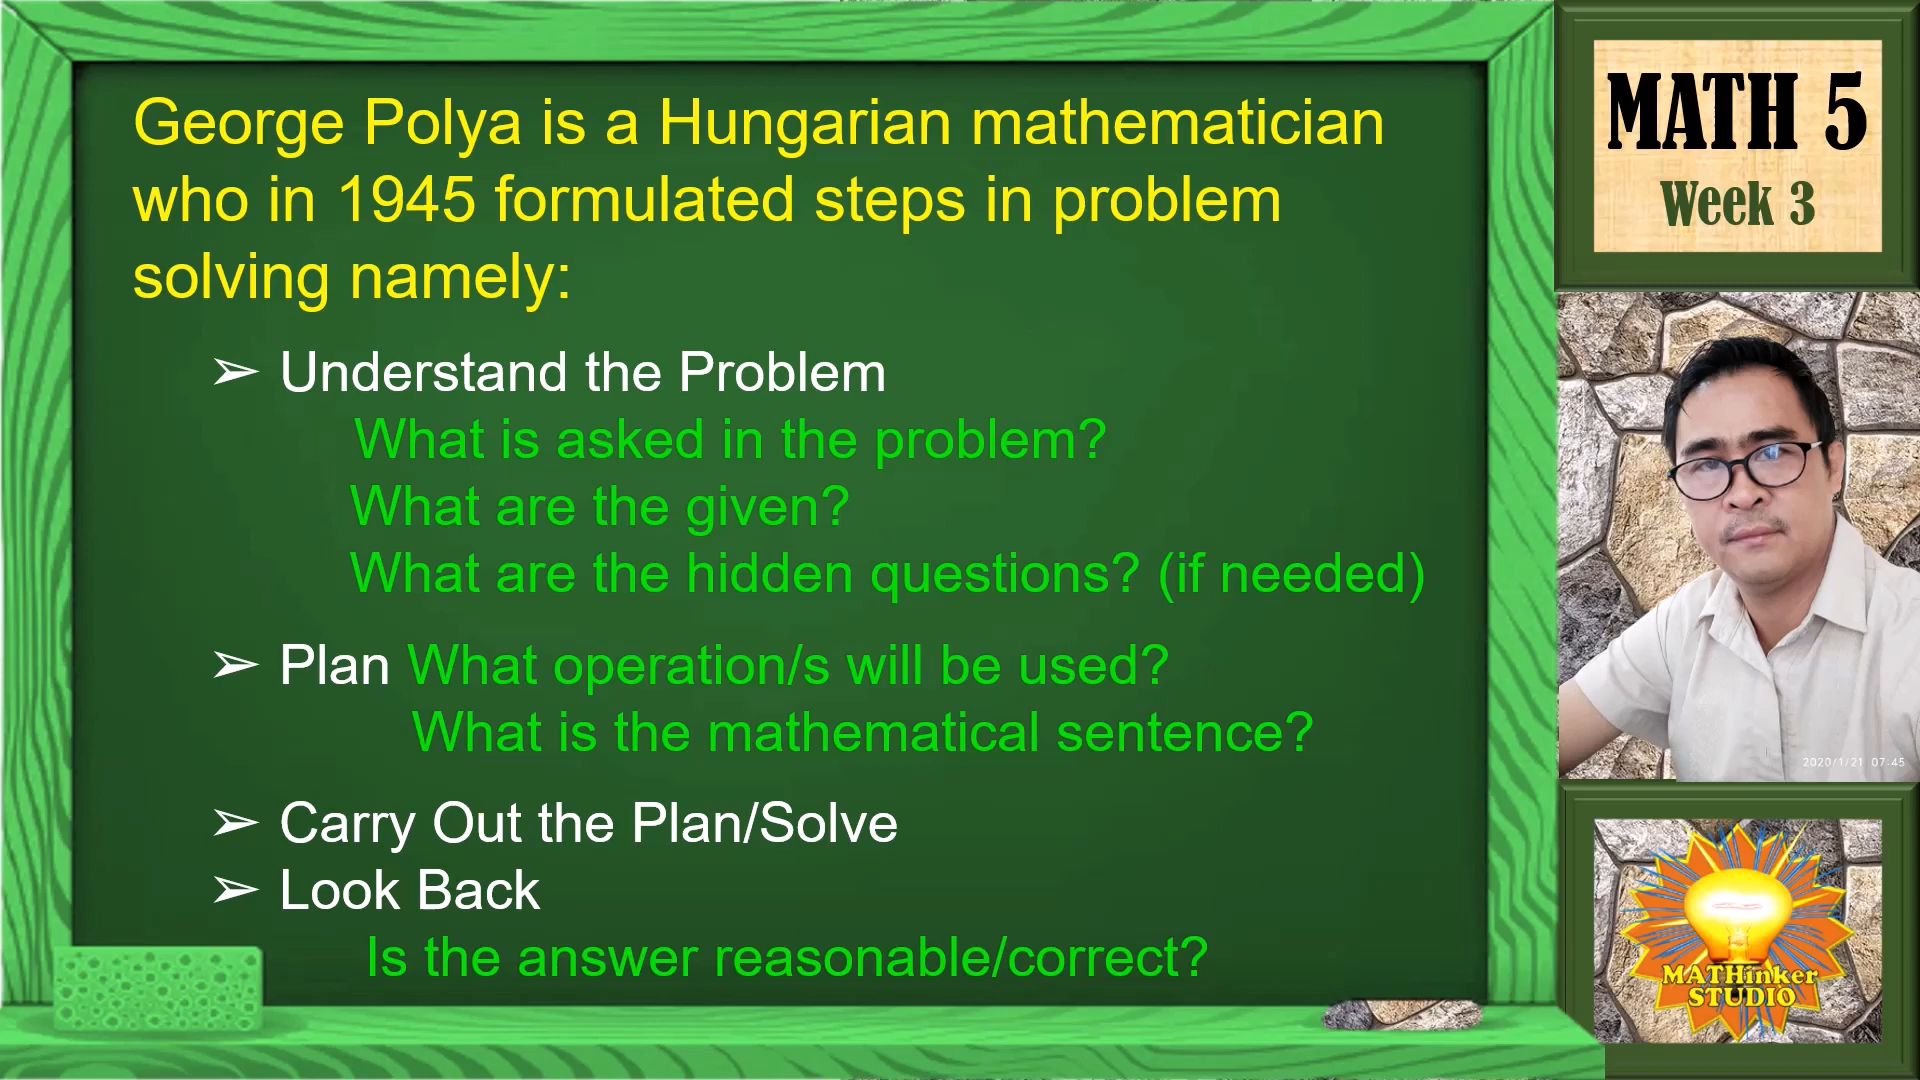 George Polya is a Hungarian mathematician
who in 1945 formulated steps in problem
solving namely:
➢ Understand the Problem
What is asked in the problem?
What are the given?
What are the hidden questions? (if needed)
➢ Plan What operation/s will be used?
What is the mathematical sentence?
➢ Carry Out the Plan/Solve
➢ Look Back
Is the answer reasonable/correct?
MATH 5
Week 3
2020/1/21 07:45
MATHinker
STUDIO